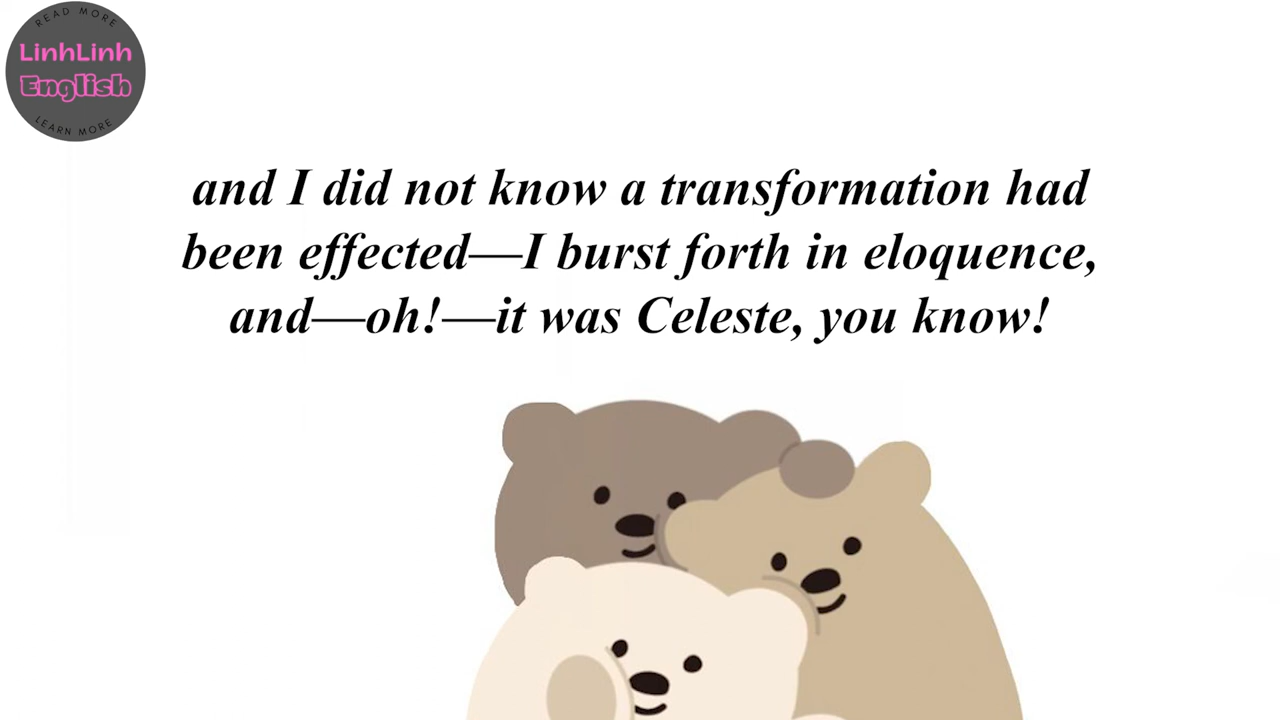 READ MORE
LinhLinh
English
LEARN MORE
and I did not know a transformation had
been effected—I burst forth in eloquence,
and—oh!—it was Celeste, you know!